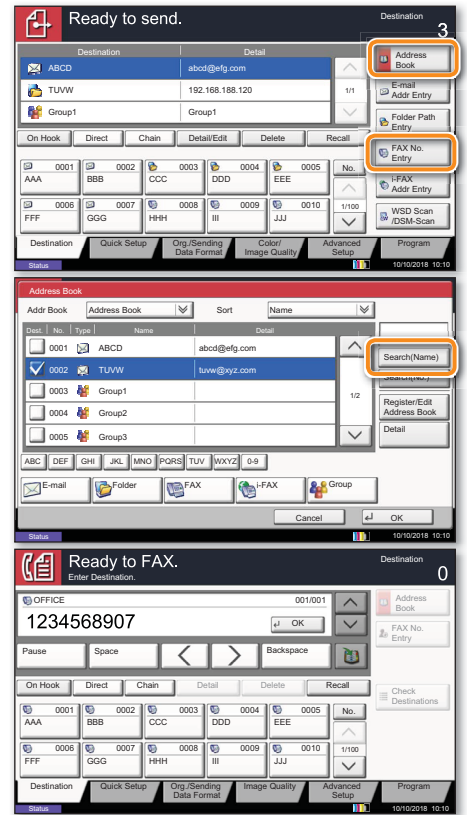 Ready to send.
Destination
3
Destination Detail
ABCD abcd@efg.com
TUVW 192.168.188.120
Group1 Group1
1/1
Address Book
E-mail Addr Entry
Folder Path Entry
FAX No. Entry
i-FAX Addr Entry
WSD Scan /DSM-Scan
On Hook Direct Chain Detail/Edit Delete Recall
0001 0002 0003 0004 0005 No.
AAA BBB CCC DDD EEE
0006 0007 0008 0009 0010 1/100
FFF GGG HHH III JJJ
Destination Quick Setup Org./Sending Data Format Color/ Image Quality Advanced Setup Program
Status 10/10/2018 10:10
Address Book
Addr Book Address Book Sort Name
Dest. No. Type Name Detail
0001 ABCD abcd@efg.com
0002 TUVW tuvw@xyz.com
0003 Group1
0004 Group2
0005 Group3
1/2
Search(Name)
Search(No.)
Register/Edit Address Book
Detail
ABC DEF GHI JKL MNO PQRS TUV WXYZ 0-9
E-mail Folder FAX i-FAX Group
Cancel OK
Status 10/10/2018 10:10
Ready to FAX.
Enter Destination.
Destination
0
OFFICE 001/001
1234568907
OK
Address Book
FAX No. Entry
Pause Space Backspace
On Hook Direct Chain Detail Delete Recall
Check Destinations
0001 0002 0003 0004 0005 No.
AAA BBB CCC DDD EEE
0006 0007 0008 0009 0010 1/100
FFF GGG HHH III JJJ
Destination Quick Setup Org./Sending Data Format Image Quality Advanced Setup Program
Status 10/10/2018 10:10